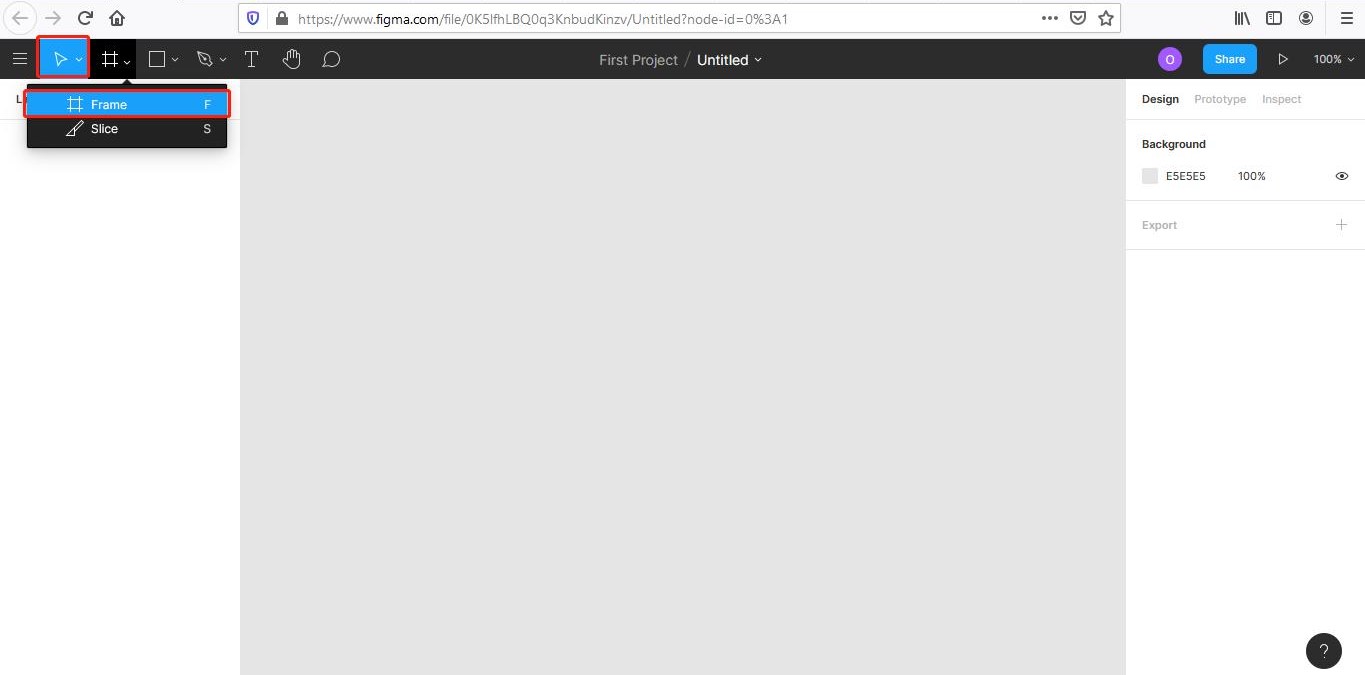 https://www.figma.com/file/0K5lfhLBQ0q3KnbudKinzv/Untitled?node-id=0%3A1
First Project / Untitled
O
Share
100%
Frame F
Slice S
Design Prototype Inspect
Background
E5E5E5 100%
Export
?